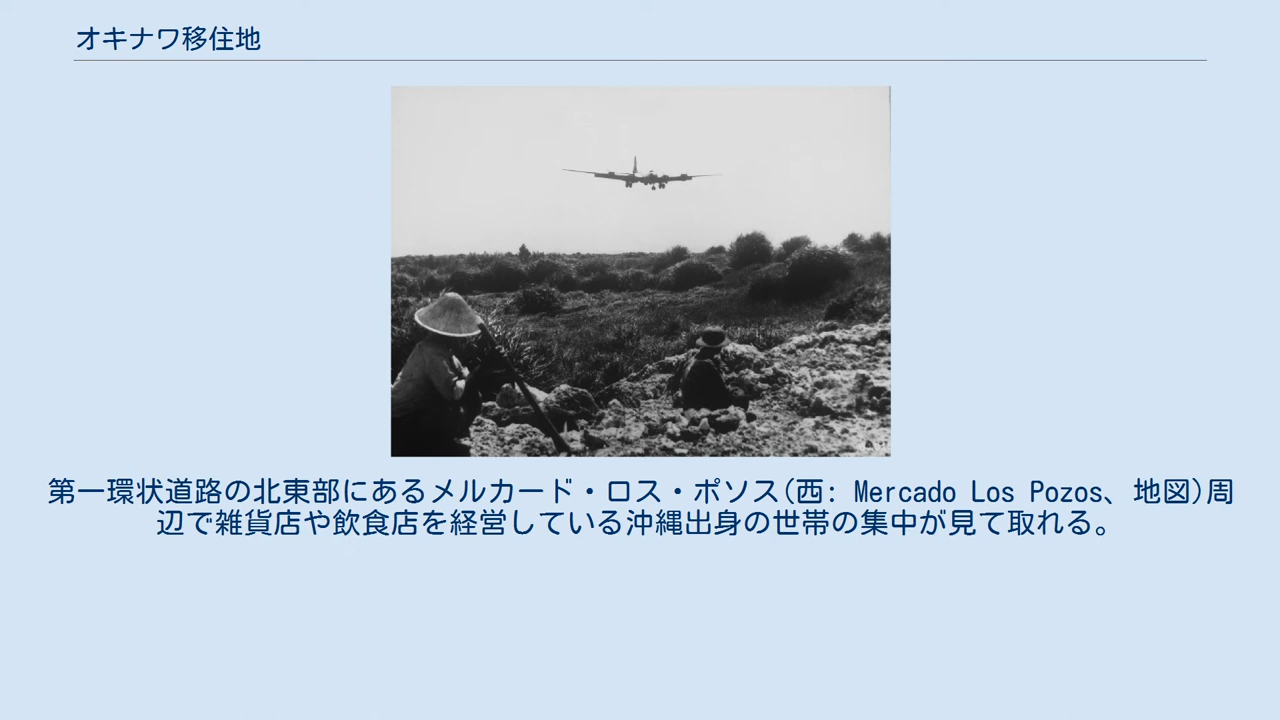 オキナワ移住地
第一環状道路の北東部にあるメルカード・ロス・ポソス(西: Mercado Los Pozos、地図)周
辺で雑貨店や飲食店を経営している沖縄出身の世帯の集中が見て取れる。